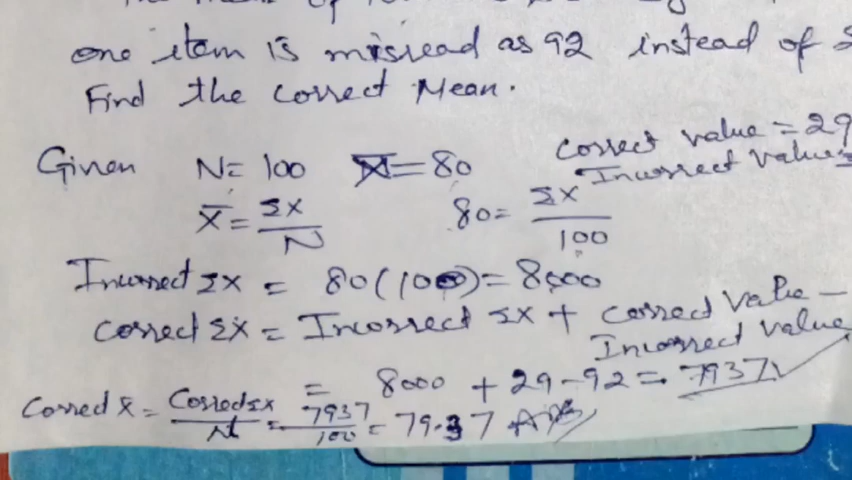 one item is misread as 92 instead of
Find the correct Mean.
Given N = 100 X̅ = 80 correct value = 29
Incorrect value =
X̅ = ΣX / N 80 = ΣX / 100
Incorrect ΣX = 80(100) = 8000
Correct ΣX = Incorrect ΣX + correct value -
Incorrect value
= 8000 + 29 - 92 = 7937
Correct X̅ = Correct ΣX / N = 7937 / 100 = 79.37 Ans